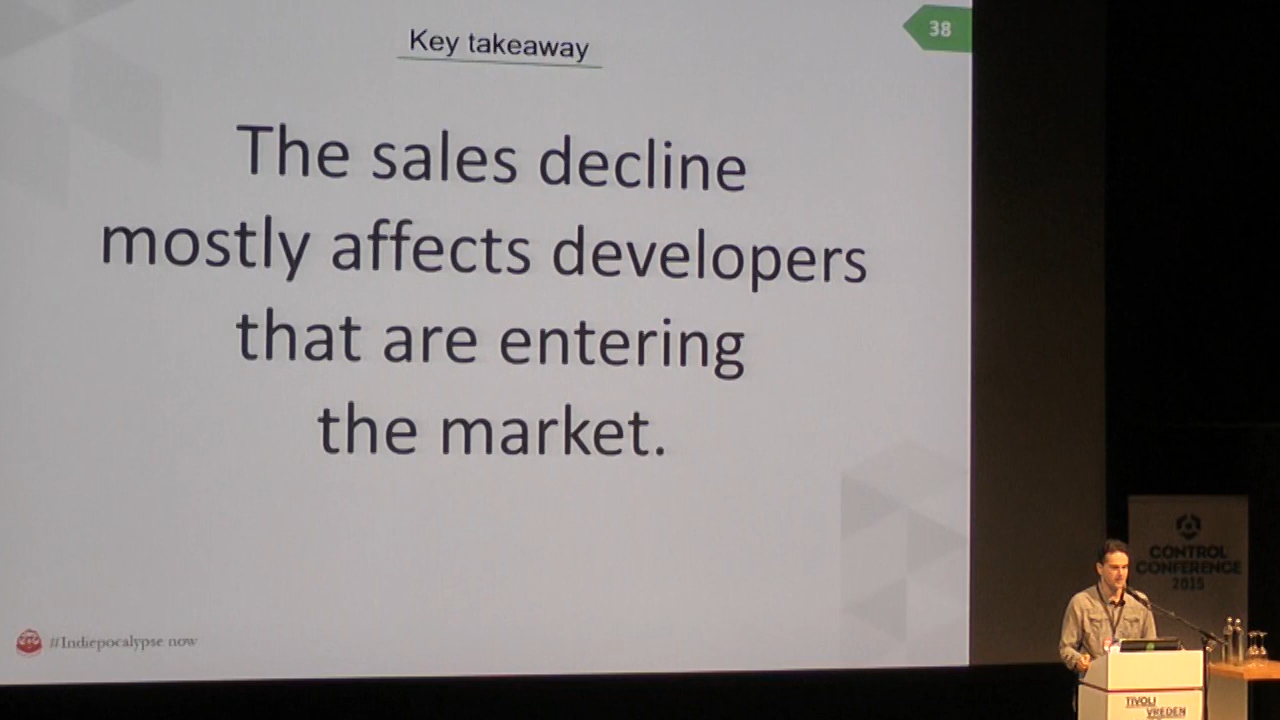 Key takeaway
38
The sales decline
mostly affects developers
that are entering
the market.
#Indiepocalypse now
CONTROL
CONFERENCE
2015
TIVOLI
VREDEN